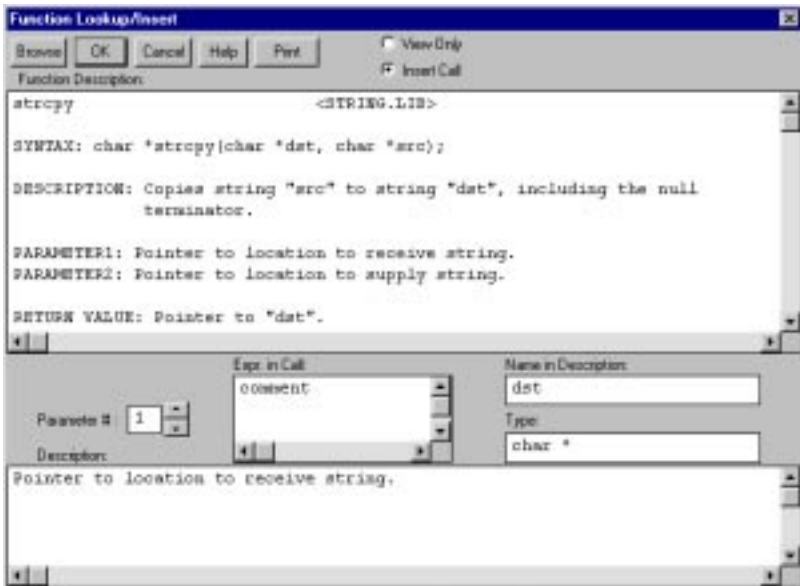 Function Lookup/Insert
Browse OK Cancel Help Print
View Only
Insert Call
Function Description:
strcpy <STRING.LIB>
SYNTAX: char *strcpy(char *dst, char *src);
DESCRIPTION: Copies string "src" to string "dst", including the null
terminator.
PARAMETER1: Pointer to location to receive string.
PARAMETER2: Pointer to location to supply string.
RETURN VALUE: Pointer to "dst".
Expr. in Call:
comment
Name in Description:
dst
Parameter #: 1
Type:
char *
Description:
Pointer to location to receive string.